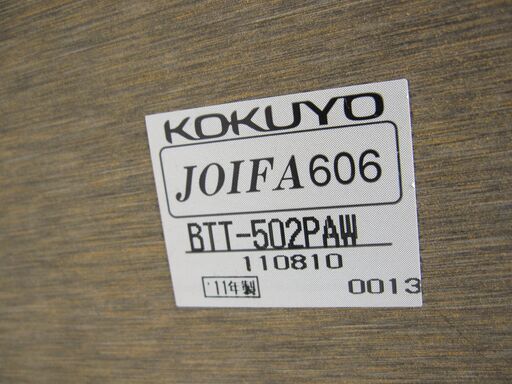 KOKUYO
JOIFA606
BTT-502PAW
110810
'11年製
0013